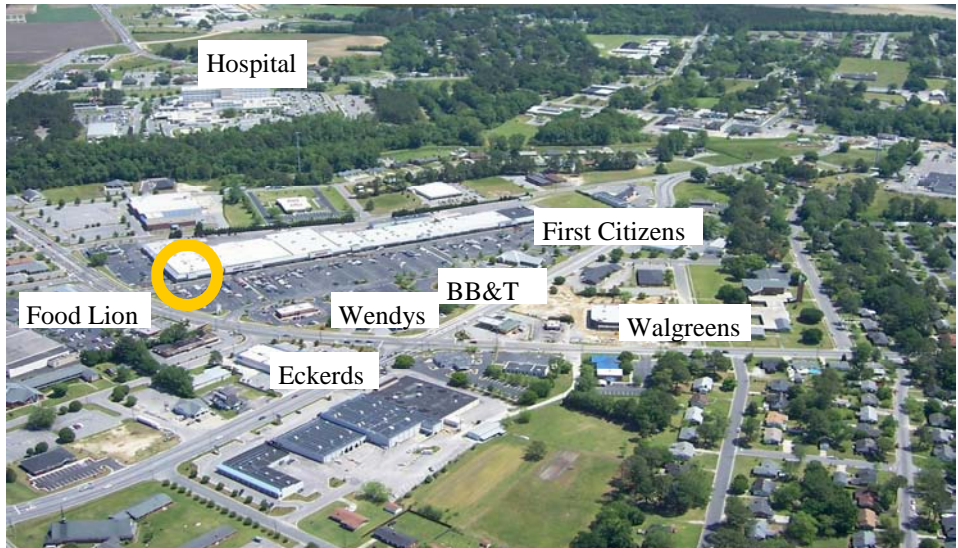 Hospital
First Citizens
BB&T
Food Lion
Wendys
Walgreens
Eckerds